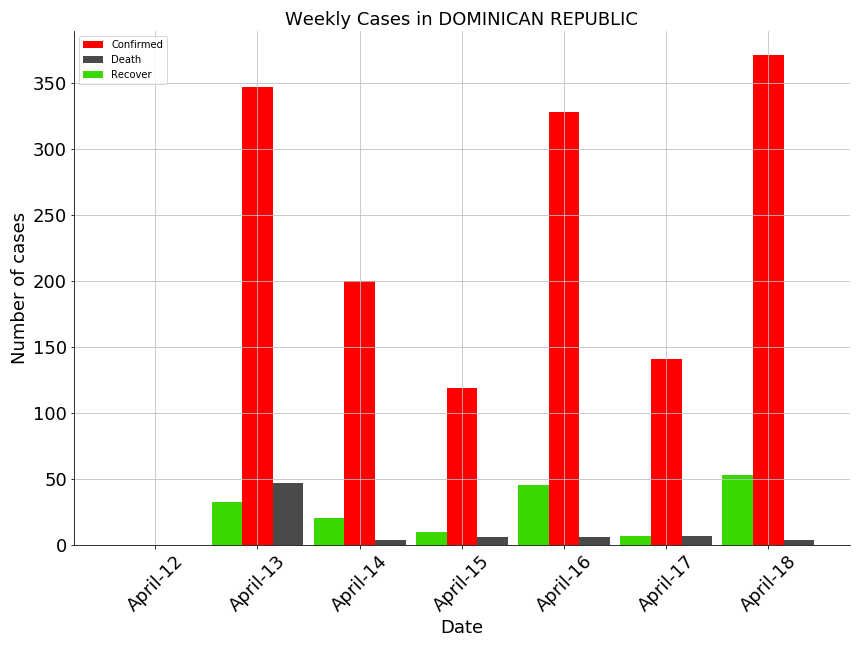 Weekly Cases in DOMINICAN REPUBLIC
Confirmed
Death
Recover
Number of cases
350
300
250
200
150
100
50
0
April-12
April-13
April-14
April-15
April-16
April-17
April-18
Date